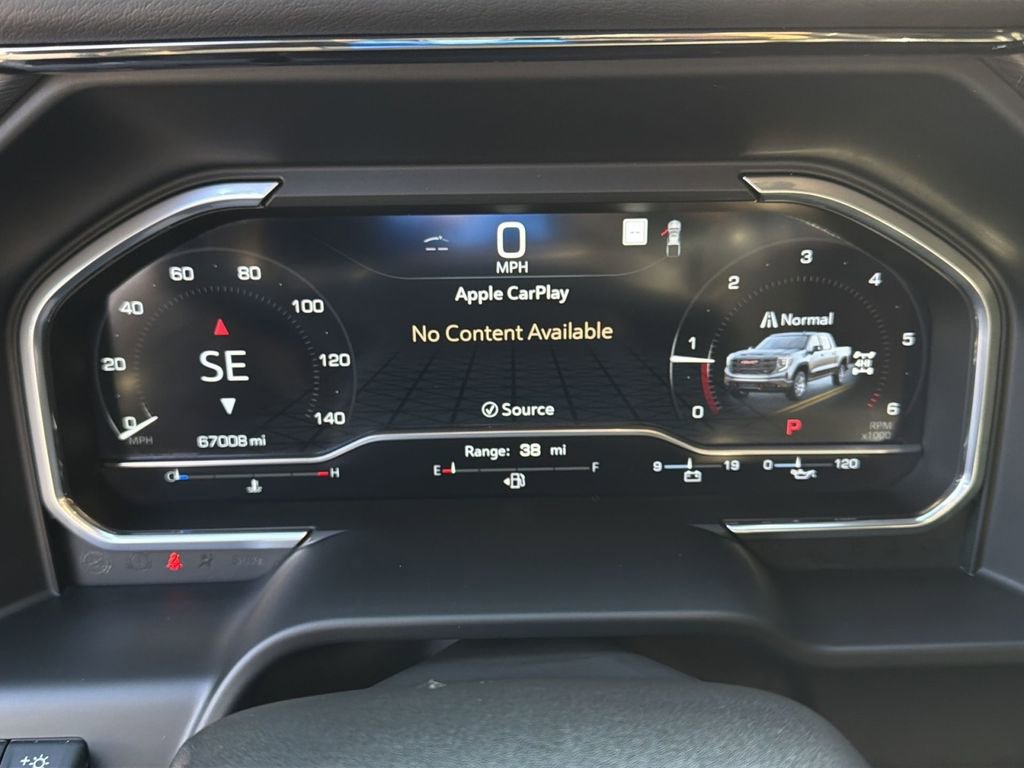 0
MPH
Apple CarPlay
No Content Available
Source
0
20
40
60
80
100
120
140
MPH
SE
67008 mi
0
1
2
3
4
5
6
RPM
x1000
Normal
4HI
P
Range: 38 mi
C H
E F
9 19
0 120